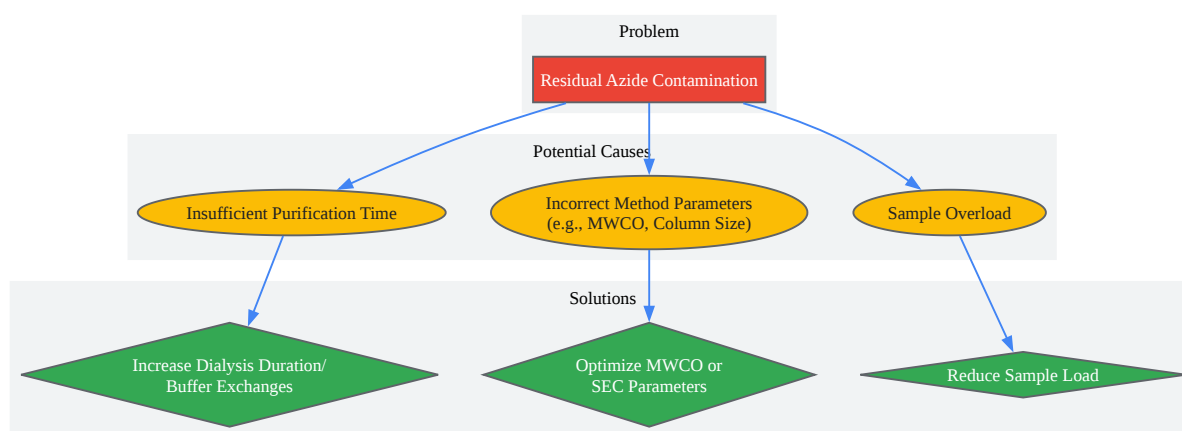 Problem
Residual Azide Contamination
Potential Causes
Insufficient Purification Time
Incorrect Method Parameters
(e.g., MWCO, Column Size)
Sample Overload
Solutions
Increase Dialysis Duration/
Buffer Exchanges
Optimize MWCO or
SEC Parameters
Reduce Sample Load